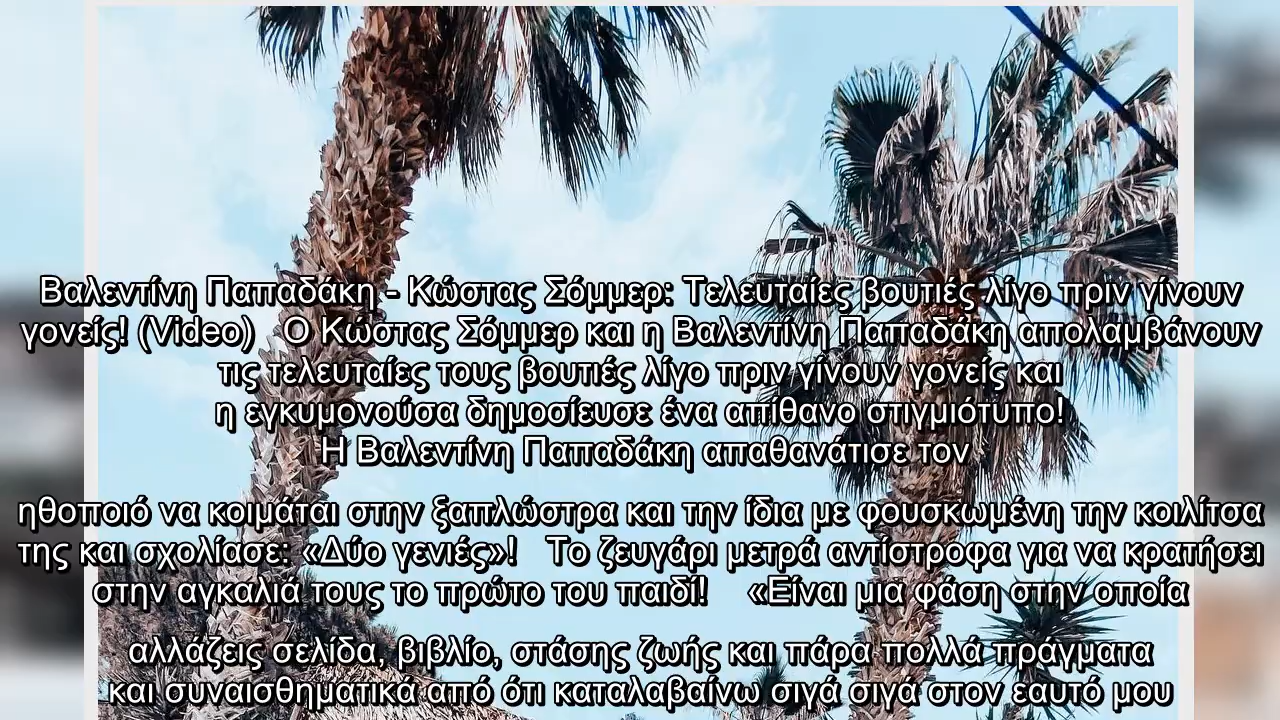 Βαλεντίνη Παπαδάκη - Κώστας Σόμμερ: Τελευταίες βουτιές λίγο πριν γίνουν
γονείς! (Video) Ο Κώστας Σόμμερ και η Βαλεντίνη Παπαδάκη απολαμβάνουν
τις τελευταίες τους βουτιές λίγο πριν γίνουν γονείς και
η εγκυμονούσα δημοσίευσε ένα απίθανο στιγμιότυπο!
Η Βαλεντίνη Παπαδάκη απαθανάτισε τον
ηθοποιό να κοιμάται στην ξαπλώστρα και την ίδια με φουσκωμένη την κοιλίτσα
της και σχολίασε: «Δύο γενιές»! Το ζευγάρι μετρά αντίστροφα για να κρατήσει
στην αγκαλιά τους το πρώτο του παιδί! «Είναι μια φάση στην οποία
αλλάζεις σελίδα, βιβλίο, στάσης ζωής και πάρα πολλά πράγματα
και συναισθηματικά από ότι καταλαβαίνω σιγά σιγά στον εαυτό μου